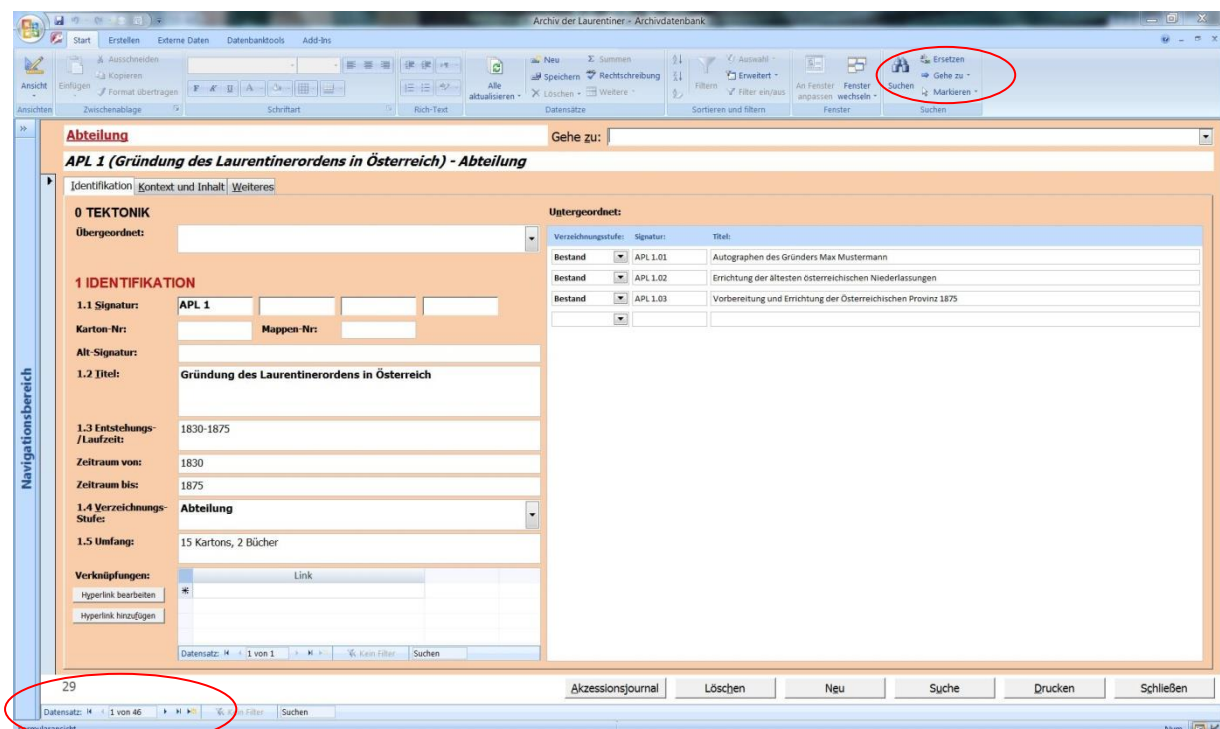 Archiv der Laurentiner - Archivdatenbank
Start Erstellen Externe Daten Datenbanktools Add-Ins
Ansicht
Einfügen
Ausschneiden
Kopieren
Format übertragen
F K U
Alle aktualisieren
Neu Σ Summen
Speichern Rechtschreibung
Löschen Weitere
Filtern
Auswahl
Erweitert
Filter ein/aus
An Fenster anpassen
Fenster wechseln
Suchen
Ersetzen
Gehe zu
Markieren
Ansichten Zwischenablage Schriftart Rich-Text Datensätze Sortieren und filtern Fenster Suchen
Navigationsbereich
Abteilung Gehe zu:
APL 1 (Gründung des Laurentinerordens in Österreich) - Abteilung
Identifikation Kontext und Inhalt Weiteres
0 TEKTONIK
Übergeordnet:
1 IDENTIFIKATION
1.1 Signatur: APL 1
Karton-Nr: Mappen-Nr:
Alt-Signatur:
1.2 Titel: Gründung des Laurentinerordens in Österreich
1.3 Entstehungs-
/Laufzeit: 1830-1875
Zeitraum von: 1830
Zeitraum bis: 1875
1.4 Verzeichnungs-
Stufe: Abteilung
1.5 Umfang: 15 Kartons, 2 Bücher
Verknüpfungen: Link
Hyperlink bearbeiten
Hyperlink hinzufügen
Datensatz: 1 von 1 Kein Filter Suchen
Untergeordnet:
Verzeichnungsstufe: Signatur: Titel:
Bestand APL 1.01 Autographen des Gründers Max Mustermann
Bestand APL 1.02 Errichtung der ältesten österreichischen Niederlassungen
Bestand APL 1.03 Vorbereitung und Errichtung der Österreichischen Provinz 1875
29 Akzessionsjournal Löschen Neu Suche Drucken Schließen
Datensatz: 1 von 46 Kein Filter Suchen
Formularansicht Num